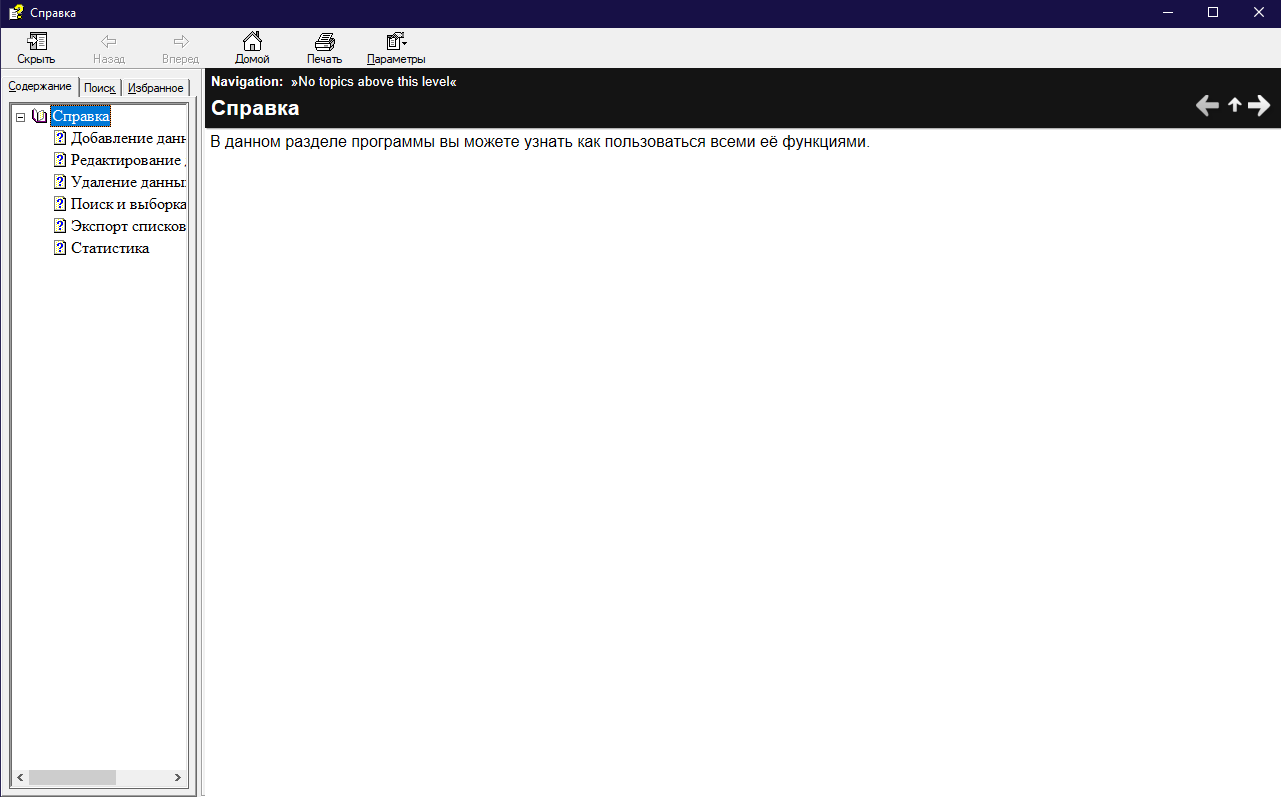 Справка
Скрыть
Назад
Вперед
Домой
Печать
Параметры
Содержание
Поиск
Избранное
Справка
Добавление данн
Редактирование
Удаление данны
Поиск и выборка
Экспорт списков
Статистика
Navigation: »No topics above this level«
Справка
В данном разделе программы вы можете узнать как пользоваться всеми её функциями.